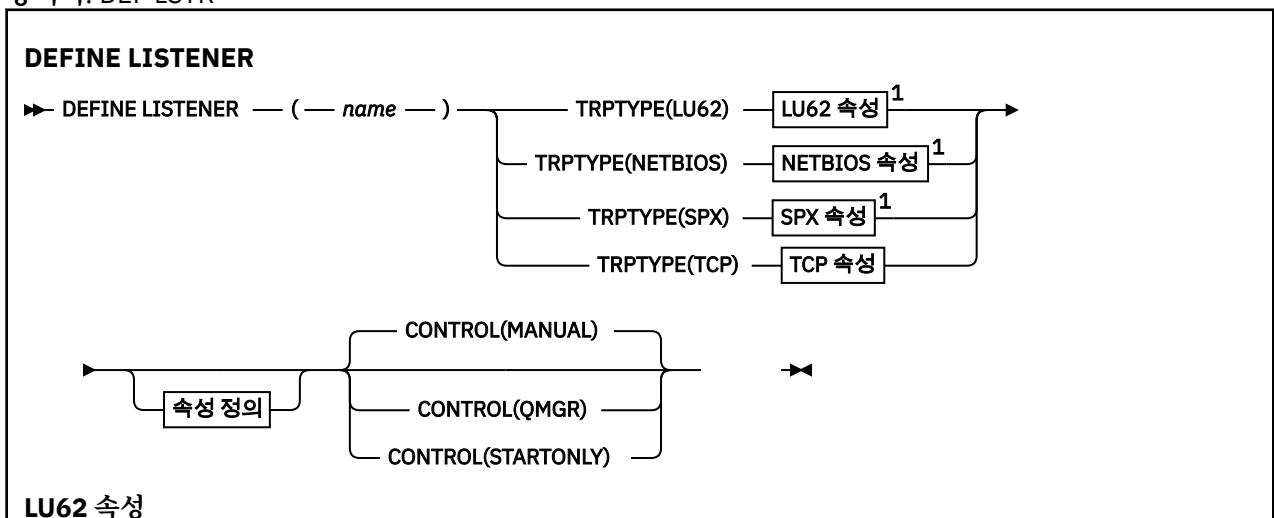 DEFINE LISTENER
DEFINE LISTENER ( name ) TRPTYPE(LU62) LU62 속성 1
TRPTYPE(NETBIOS) NETBIOS 속성 1
TRPTYPE(SPX) SPX 속성 1
TRPTYPE(TCP) TCP 속성
CONTROL(MANUAL)
속성 정의 CONTROL(QMGR)
CONTROL(STARTONLY)
LU62 속성